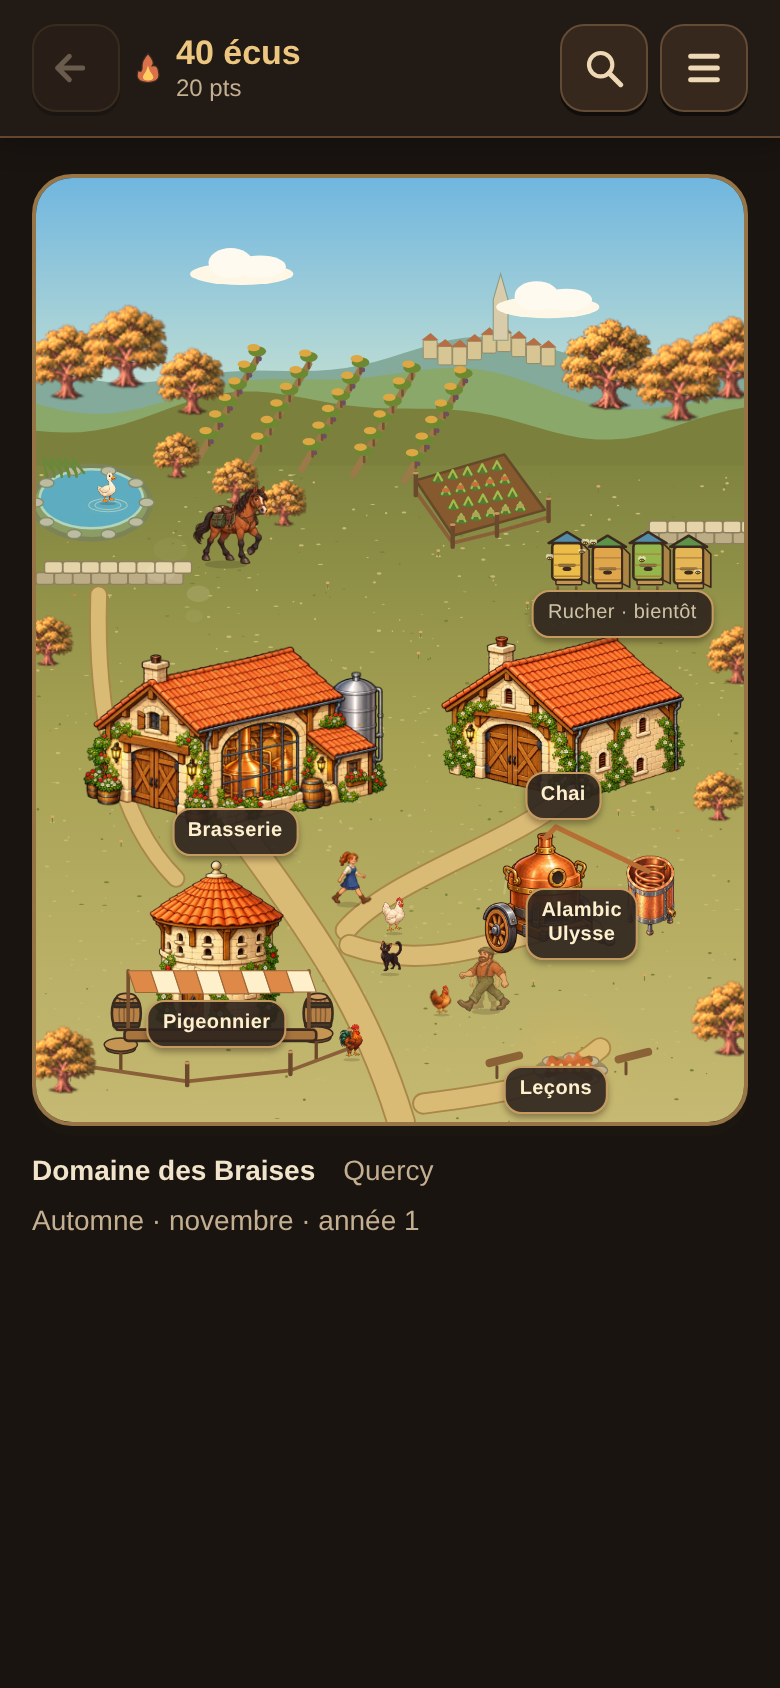 40 écus
20 pts
Rucher · bientôt
Chai
Brasserie
Alambic
Ulysse
Pigeonnier
Leçons
Domaine des Braises Quercy
Automne · novembre · année 1